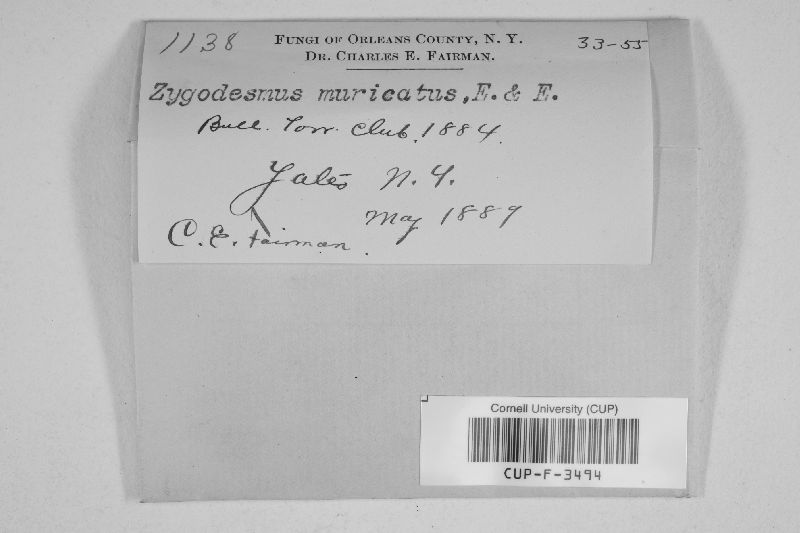 1138 FUNGI OF ORLEANS COUNTY, N. Y. 33-55
DR. CHARLES E. FAIRMAN.
Zygodesmus muricatus, E. & E.
Bull. Torr. Club, 1884.
Yates N. Y.
May 1889
C. E. Fairman.
Cornell University (CUP)
CUP-F-3494